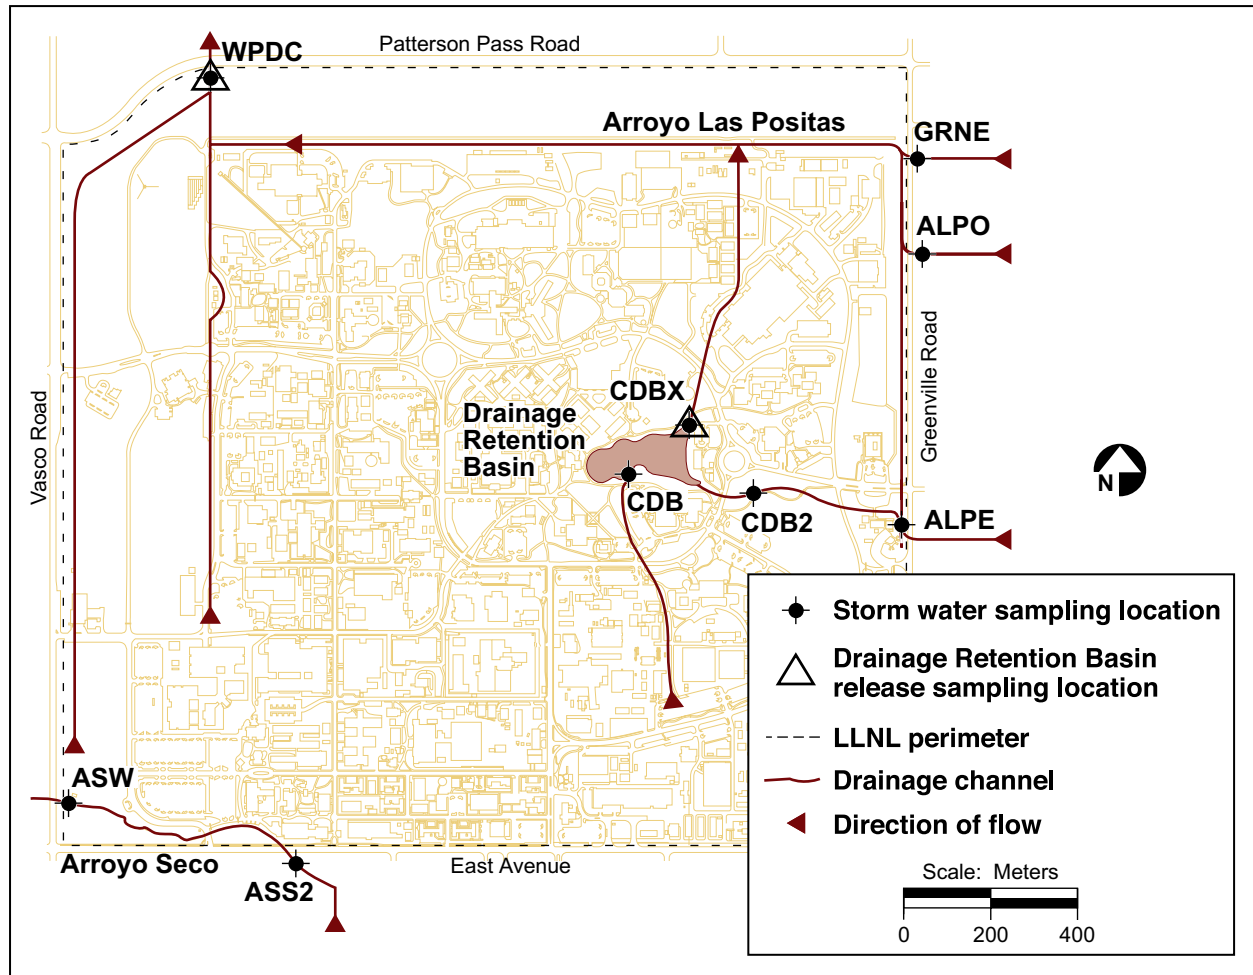 WPDC
Patterson Pass Road
Arroyo Las Positas
GRNE
ALPO
Vasco Road
Greenville Road
CDBX
Drainage
Retention
Basin
CDB
CDB2
ALPE
N
ASW
Arroyo Seco
ASS2
East Avenue
Storm water sampling location
Drainage Retention Basin
release sampling location
LLNL perimeter
Drainage channel
Direction of flow
Scale: Meters
0 200 400